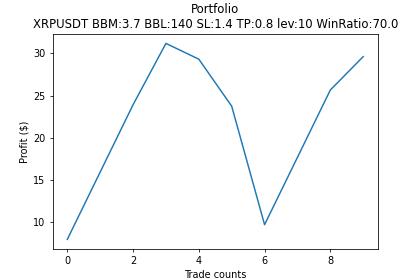 Portfolio
XRPUSDT BBM:3.7 BBL:140 SL:1.4 TP:0.8 lev:10 WinRatio:70.0
30
25
20
15
10
Profit ($)
0 2 4 6 8
Trade counts